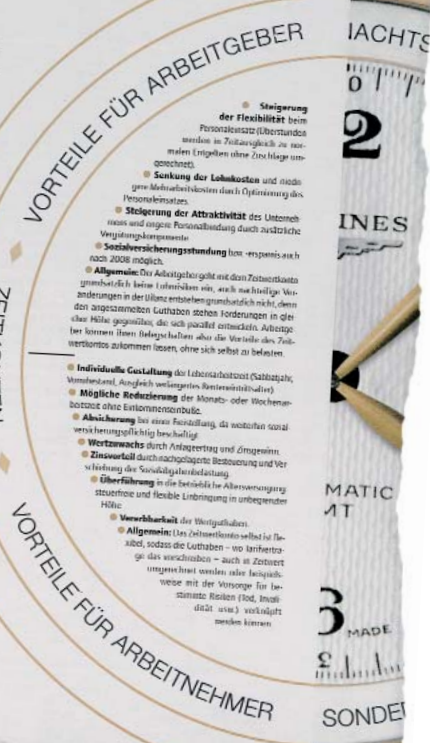 VORTEILE FÜR ARBEITGEBER
Steigerung
der Flexibilität beim
Personaleinsatz (Überstunden
werden in Zeitausgleich zu nor-
malen Entgelten ohne Zuschläge um-
gerechnet).
Senkung der Lohnkosten und niedri-
gere Mehrarbeitskosten durch Optimierung des
Personaleinsatzes.
Steigerung der Attraktivität des Unterneh-
mens und engere Personalbindung durch zusätzliche
Vergütungskomponente
Sozialversicherungsstundung bzw. -ersparnis auch
nach 2008 möglich.
Allgemein: Der Arbeitgeber geht mit dem Zeitwertkonto
grundsätzlich keine Lohnrisiken ein, auch nachteilige Ver-
änderungen in der Bilanz entstehen grundsätzlich nicht, denn
den angesammelten Guthaben stehen Forderungen in glei-
cher Höhe gegenüber, die sich parallel entwickeln. Arbeitge-
ber können ihren Belegschaften also die Vorteile des Zeit-
wertkontos zukommen lassen, ohne sich selbst zu belasten.
Individuelle Gestaltung der Lebensarbeitszeit (Sabbatjahr,
Vorruhestand, Ausgleich verlängertes Renteneintrittsalter).
Mögliche Reduzierung der Monats- oder Wochenar-
beitszeit ohne Einkommenseinbuße.
Absicherung bei einer Freistellung, da weiterhin sozial-
versicherungspflichtig beschäftigt.
Wertzuwachs durch Anlageertrag und Zinsgewinn.
Zinsvorteil durch nachgelagerte Besteuerung und Ver-
schiebung der Sozialabgabenbelastung.
Überführung in die betriebliche Altersversorgung
steuerfreie und flexible Einbringung in unbegrenzter
Höhe.
Vererbbarkeit der Wertguthaben.
Allgemein: Das Zeitwertkonto selbst ist fle-
xibel, sodass die Guthaben – wo Tarifverträ-
ge das vorschreiben – auch in Zeitwert
umgerechnet werden oder beispiels-
weise mit der Vorsorge für be-
stimmte Risiken (Tod, Invali-
dität usw.) verknüpft
werden können
VORTEILE FÜR ARBEITNEHMER
IACHTS
0
2
INES
MATIC
MT
6
MADE
SONDE